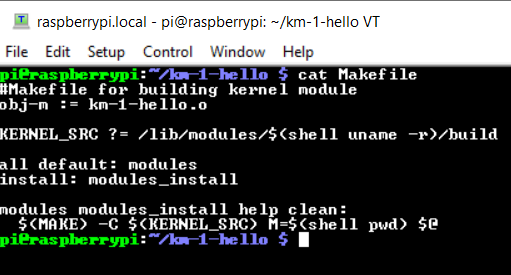 raspberrypi.local - pi@raspberrypi: ~/km-1-hello VT
File Edit Setup Control Window Help
pi@raspberrypi:~/km-1-hello $ cat Makefile
#Makefile for building kernel module
obj-m := km-1-hello.o
KERNEL_SRC ?= /lib/modules/$(shell uname -r)/build
all default: modules
install: modules_install
modules modules_install help clean:
  $(MAKE) -C $(KERNEL_SRC) M=$(shell pwd) $@
pi@raspberrypi:~/km-1-hello $